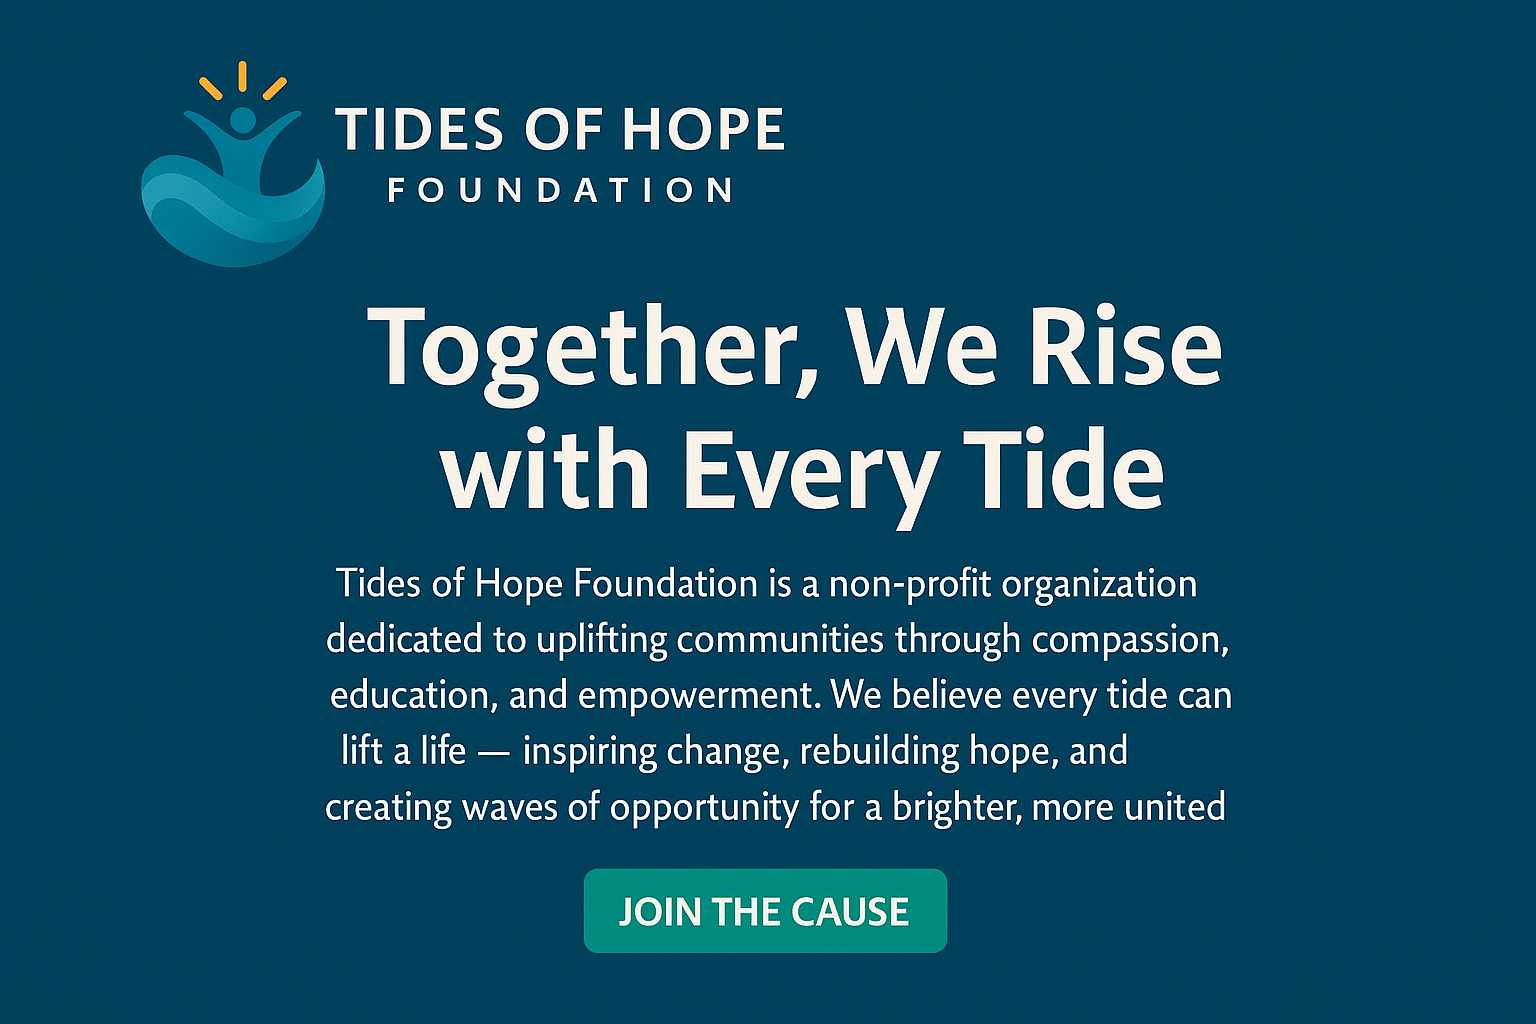 TIDES OF HOPE
FOUNDATION
Together, We Rise
with Every Tide
Tides of Hope Foundation is a non-profit organization
dedicated to uplifting communities through compassion,
education, and empowerment. We believe every tide can
lift a life — inspiring change, rebuilding hope, and
creating waves of opportunity for a brighter, more united
JOIN THE CAUSE